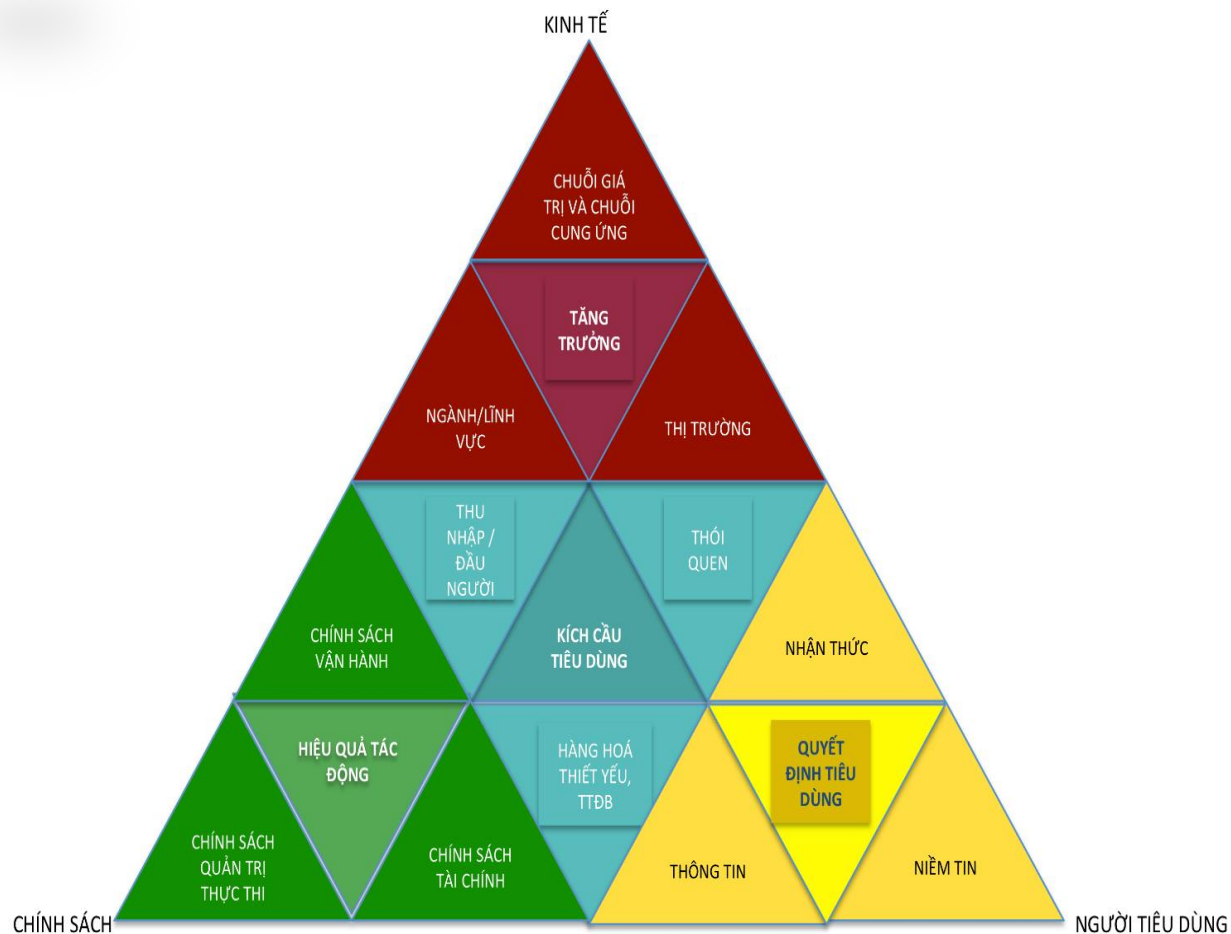 KINH TẾ
CHUỖI GIÁ
TRỊ VÀ CHUỖI
CUNG ỨNG
TĂNG
TRƯỞNG
NGÀNH/LĨNH
VỰC
THỊ TRƯỜNG
THU
NHẬP /
ĐẦU
NGƯỜI
THÓI
QUEN
CHÍNH SÁCH
VẬN HÀNH
KÍCH CẦU
TIÊU DÙNG
NHẬN THỨC
HIỆU QUẢ TÁC
ĐỘNG
HÀNG HOÁ
THIẾT YẾU,
TTĐB
QUYẾT
ĐỊNH TIÊU
DÙNG
CHÍNH SÁCH
QUẢN TRỊ
THỰC THI
CHÍNH SÁCH
TÀI CHÍNH
THÔNG TIN
NIỀM TIN
CHÍNH SÁCH
NGƯỜI TIÊU DÙNG